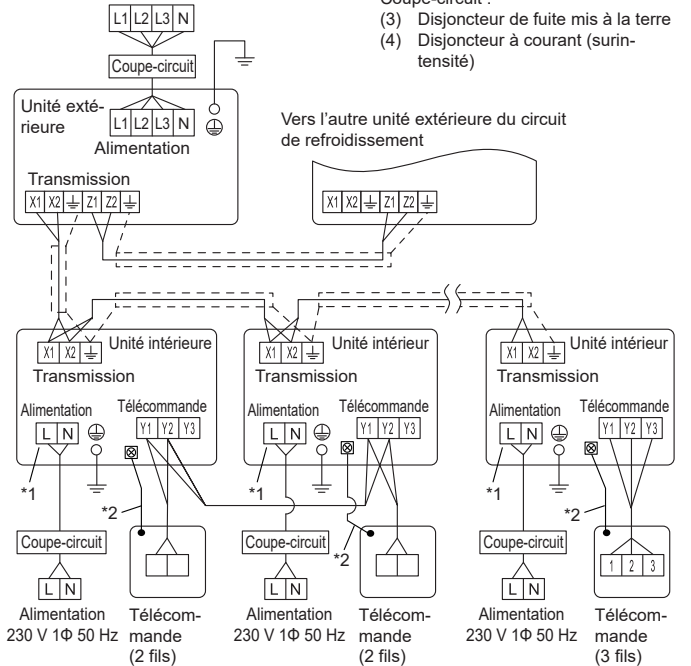 Coupe-circuit :
(3) Disjoncteur de fuite mis à la terre
(4) Disjoncteur à courant (surin-
tensité)
L1 L2 L3 N
Coupe-circuit
Unité exté-
rieure
L1 L2 L3 N
Alimentation
Transmission
X1 X2 Z1 Z2
Vers l'autre unité extérieure du circuit
de refroidissement
X1 X2 Z1 Z2
X1 X2
Unité intérieure
Transmission
Alimentation
Télécommande
L N
Y1 Y2 Y3
*1
*2
Coupe-circuit
L N
Alimentation
230 V 1Φ 50 Hz
Télécom-
mande
(2 fils)
X1 X2
Unité intérieur
Transmission
Alimentation
Télécommande
L N
Y1 Y2 Y3
*1
*2
Coupe-circuit
L N
Alimentation
230 V 1Φ 50 Hz
Télécom-
mande
(2 fils)
X1 X2
Unité intérieur
Transmission
Alimentation
Télécommande
L N
Y1 Y2 Y3
*1
*2
Coupe-circuit
1 2 3
L N
Alimentation
230 V 1Φ 50 Hz
Télécom-
mande
(3 fils)